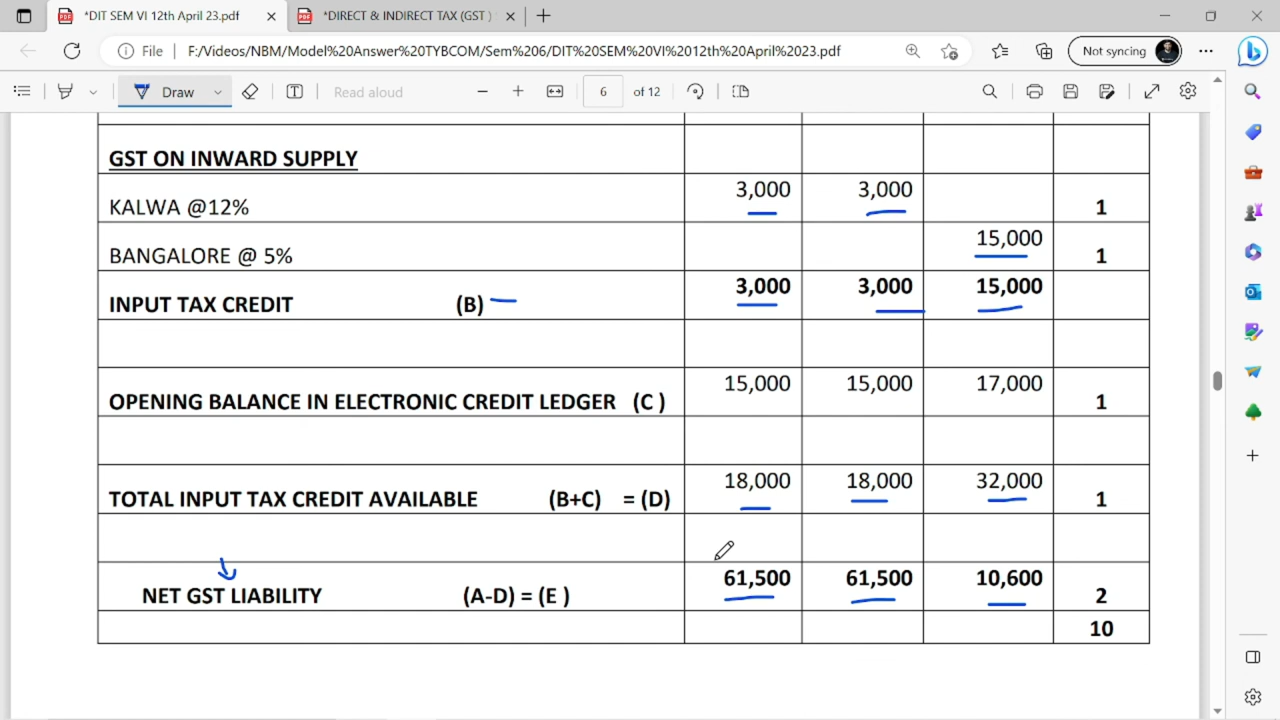 *DIT SEM VI 12th April 23.pdf
*DIRECT & INDIRECT TAX (GST )
File
F:/Videos/NBM/Model%20Answer%20TYBCOM/Sem%206/DIT%20SEM%20VI%2012th%20April%2023.pdf
Not syncing
Draw
Read aloud
6 of 12
GST ON INWARD SUPPLY
KALWA @12% 3,000 3,000 1
BANGALORE @ 5% 15,000 1
INPUT TAX CREDIT (B) 3,000 3,000 15,000
OPENING BALANCE IN ELECTRONIC CREDIT LEDGER (C ) 15,000 15,000 17,000 1
TOTAL INPUT TAX CREDIT AVAILABLE (B+C) = (D) 18,000 18,000 32,000 1
NET GST LIABILITY (A-D) = (E ) 61,500 61,500 10,600 2
10